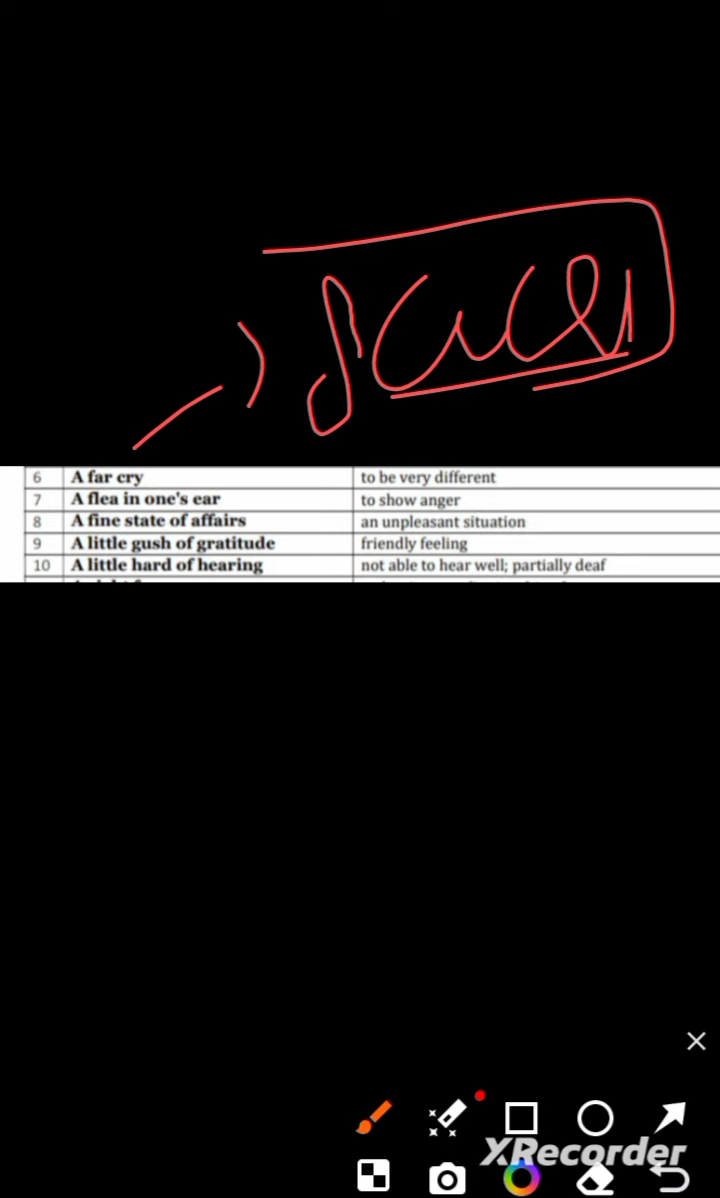 6 A far cry to be very different
7 A flea in one's ear to show anger
8 A fine state of affairs an unpleasant situation
9 A little gush of gratitude friendly feeling
10 A little hard of hearing not able to hear well; partially deaf
XRecorder